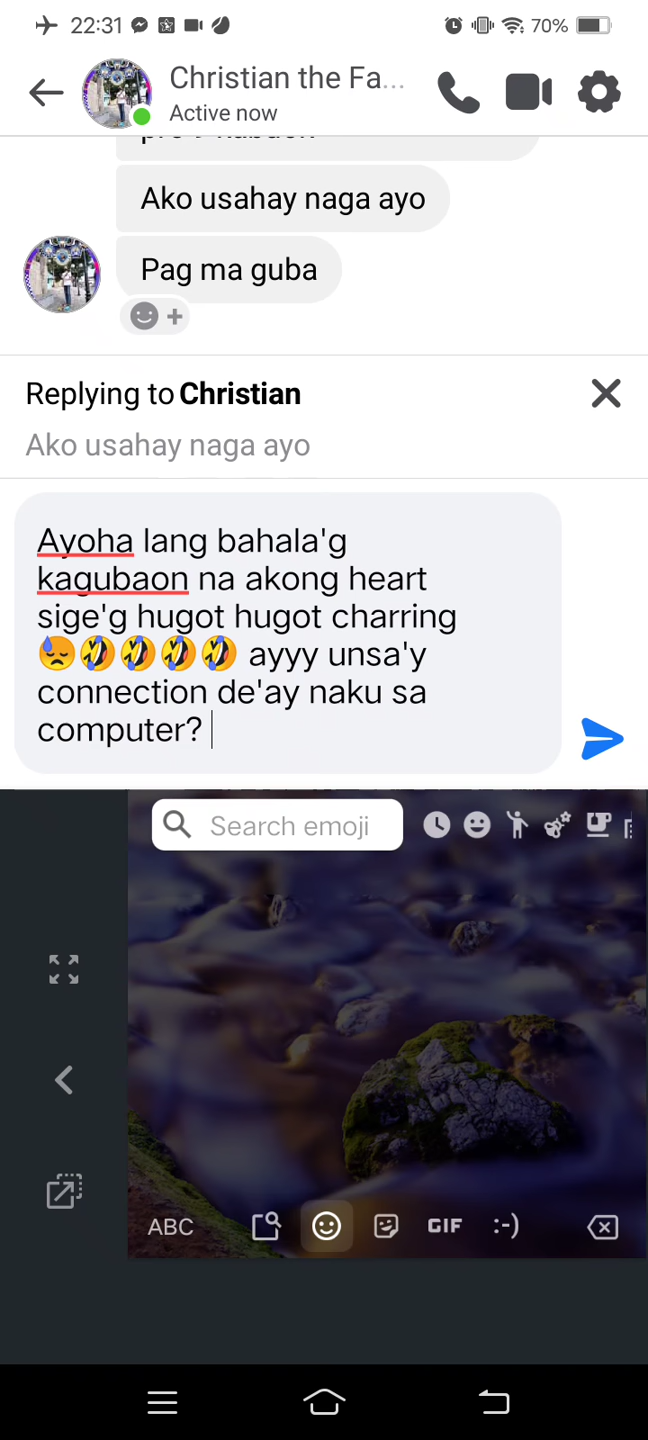 22:31
70%
Christian the Fa...
Active now
Ako usahay naga ayo
Pag ma guba
Replying to Christian
Ako usahay naga ayo
Ayoha lang bahala'g
kagubaon na akong heart
sige'g hugot hugot charring
😓🤣🤣🤣🤣 ayyy unsa'y
connection de'ay naku sa
computer?
Search emoji
ABC
GIF
:-)